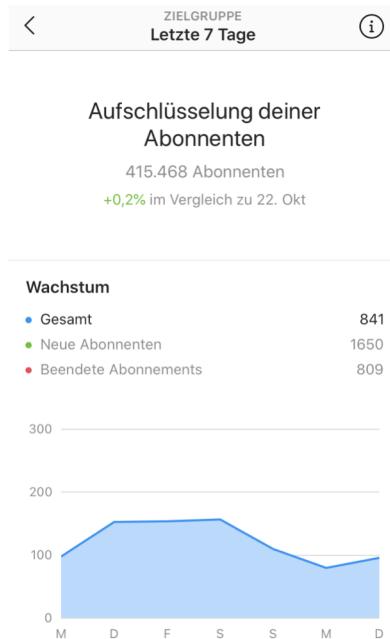 ZIELGRUPPE
Letzte 7 Tage
i
Aufschlüsselung deiner
Abonnenten
415.468 Abonnenten
+0,2% im Vergleich zu 22. Okt
Wachstum
Gesamt 841
Neue Abonnenten 1650
Beendete Abonnements 809
300
200
100
0
M D F S S M D